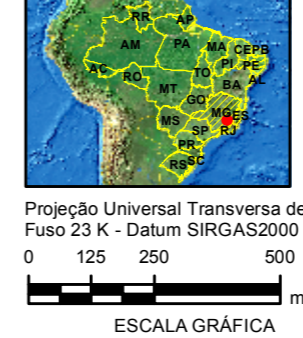 RR AP
AM PA MA CE PB
PI PE
AC RO TO AL
MT BA
GO
MG ES
MS SP RJ
PR
RS SC
Projeção Universal Transversa de
Fuso 23 K - Datum SIRGAS2000
0 125 250 500
m
ESCALA GRÁFICA